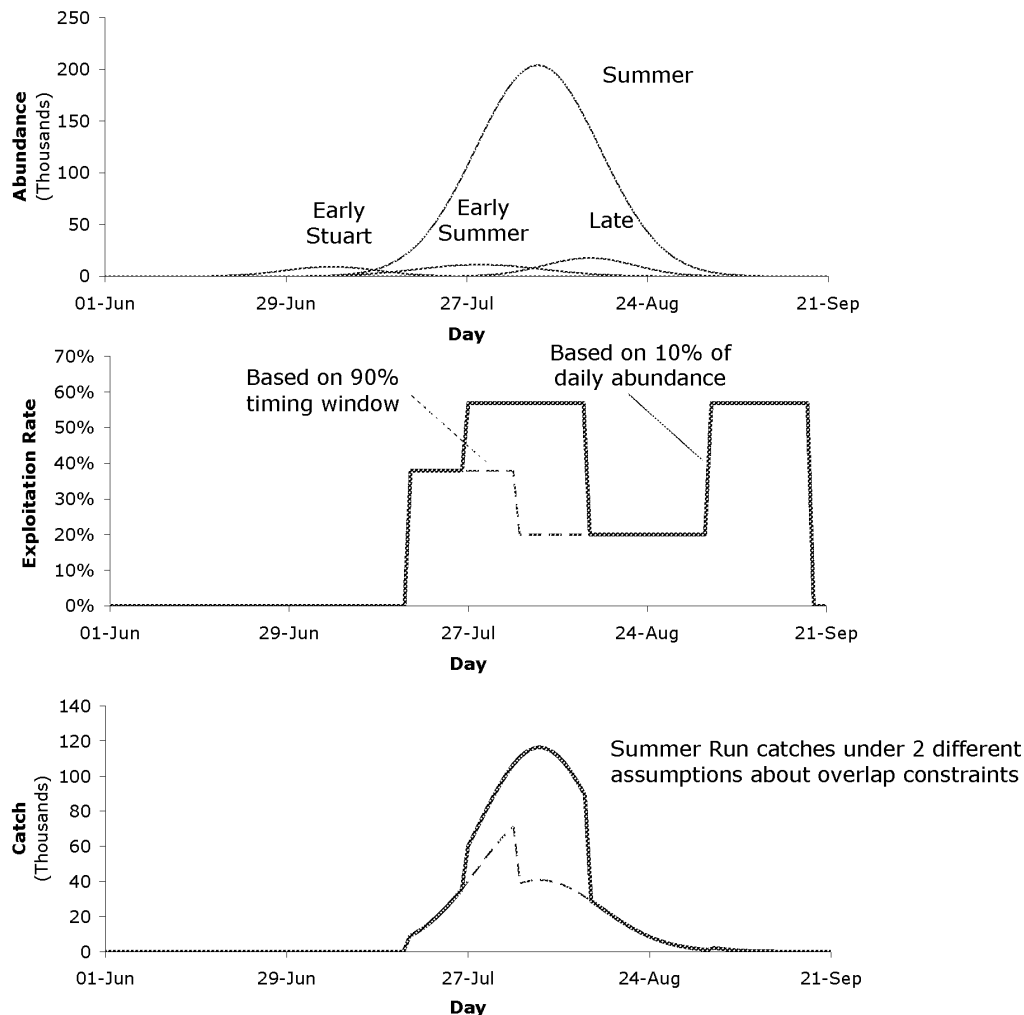 250
200
150
100
50
0
Abundance
(Thousands)
Summer
Early
Stuart
Early
Summer
Late
01-Jun 29-Jun 27-Jul 24-Aug 21-Sep
Day
70%
60%
50%
40%
30%
20%
10%
0%
Exploitation Rate
Based on 90%
timing window
Based on 10% of
daily abundance
01-Jun 29-Jun 27-Jul 24-Aug 21-Sep
Day
140
120
100
80
60
40
20
0
Catch
(Thousands)
Summer Run catches under 2 different
assumptions about overlap constraints
01-Jun 29-Jun 27-Jul 24-Aug 21-Sep
Day